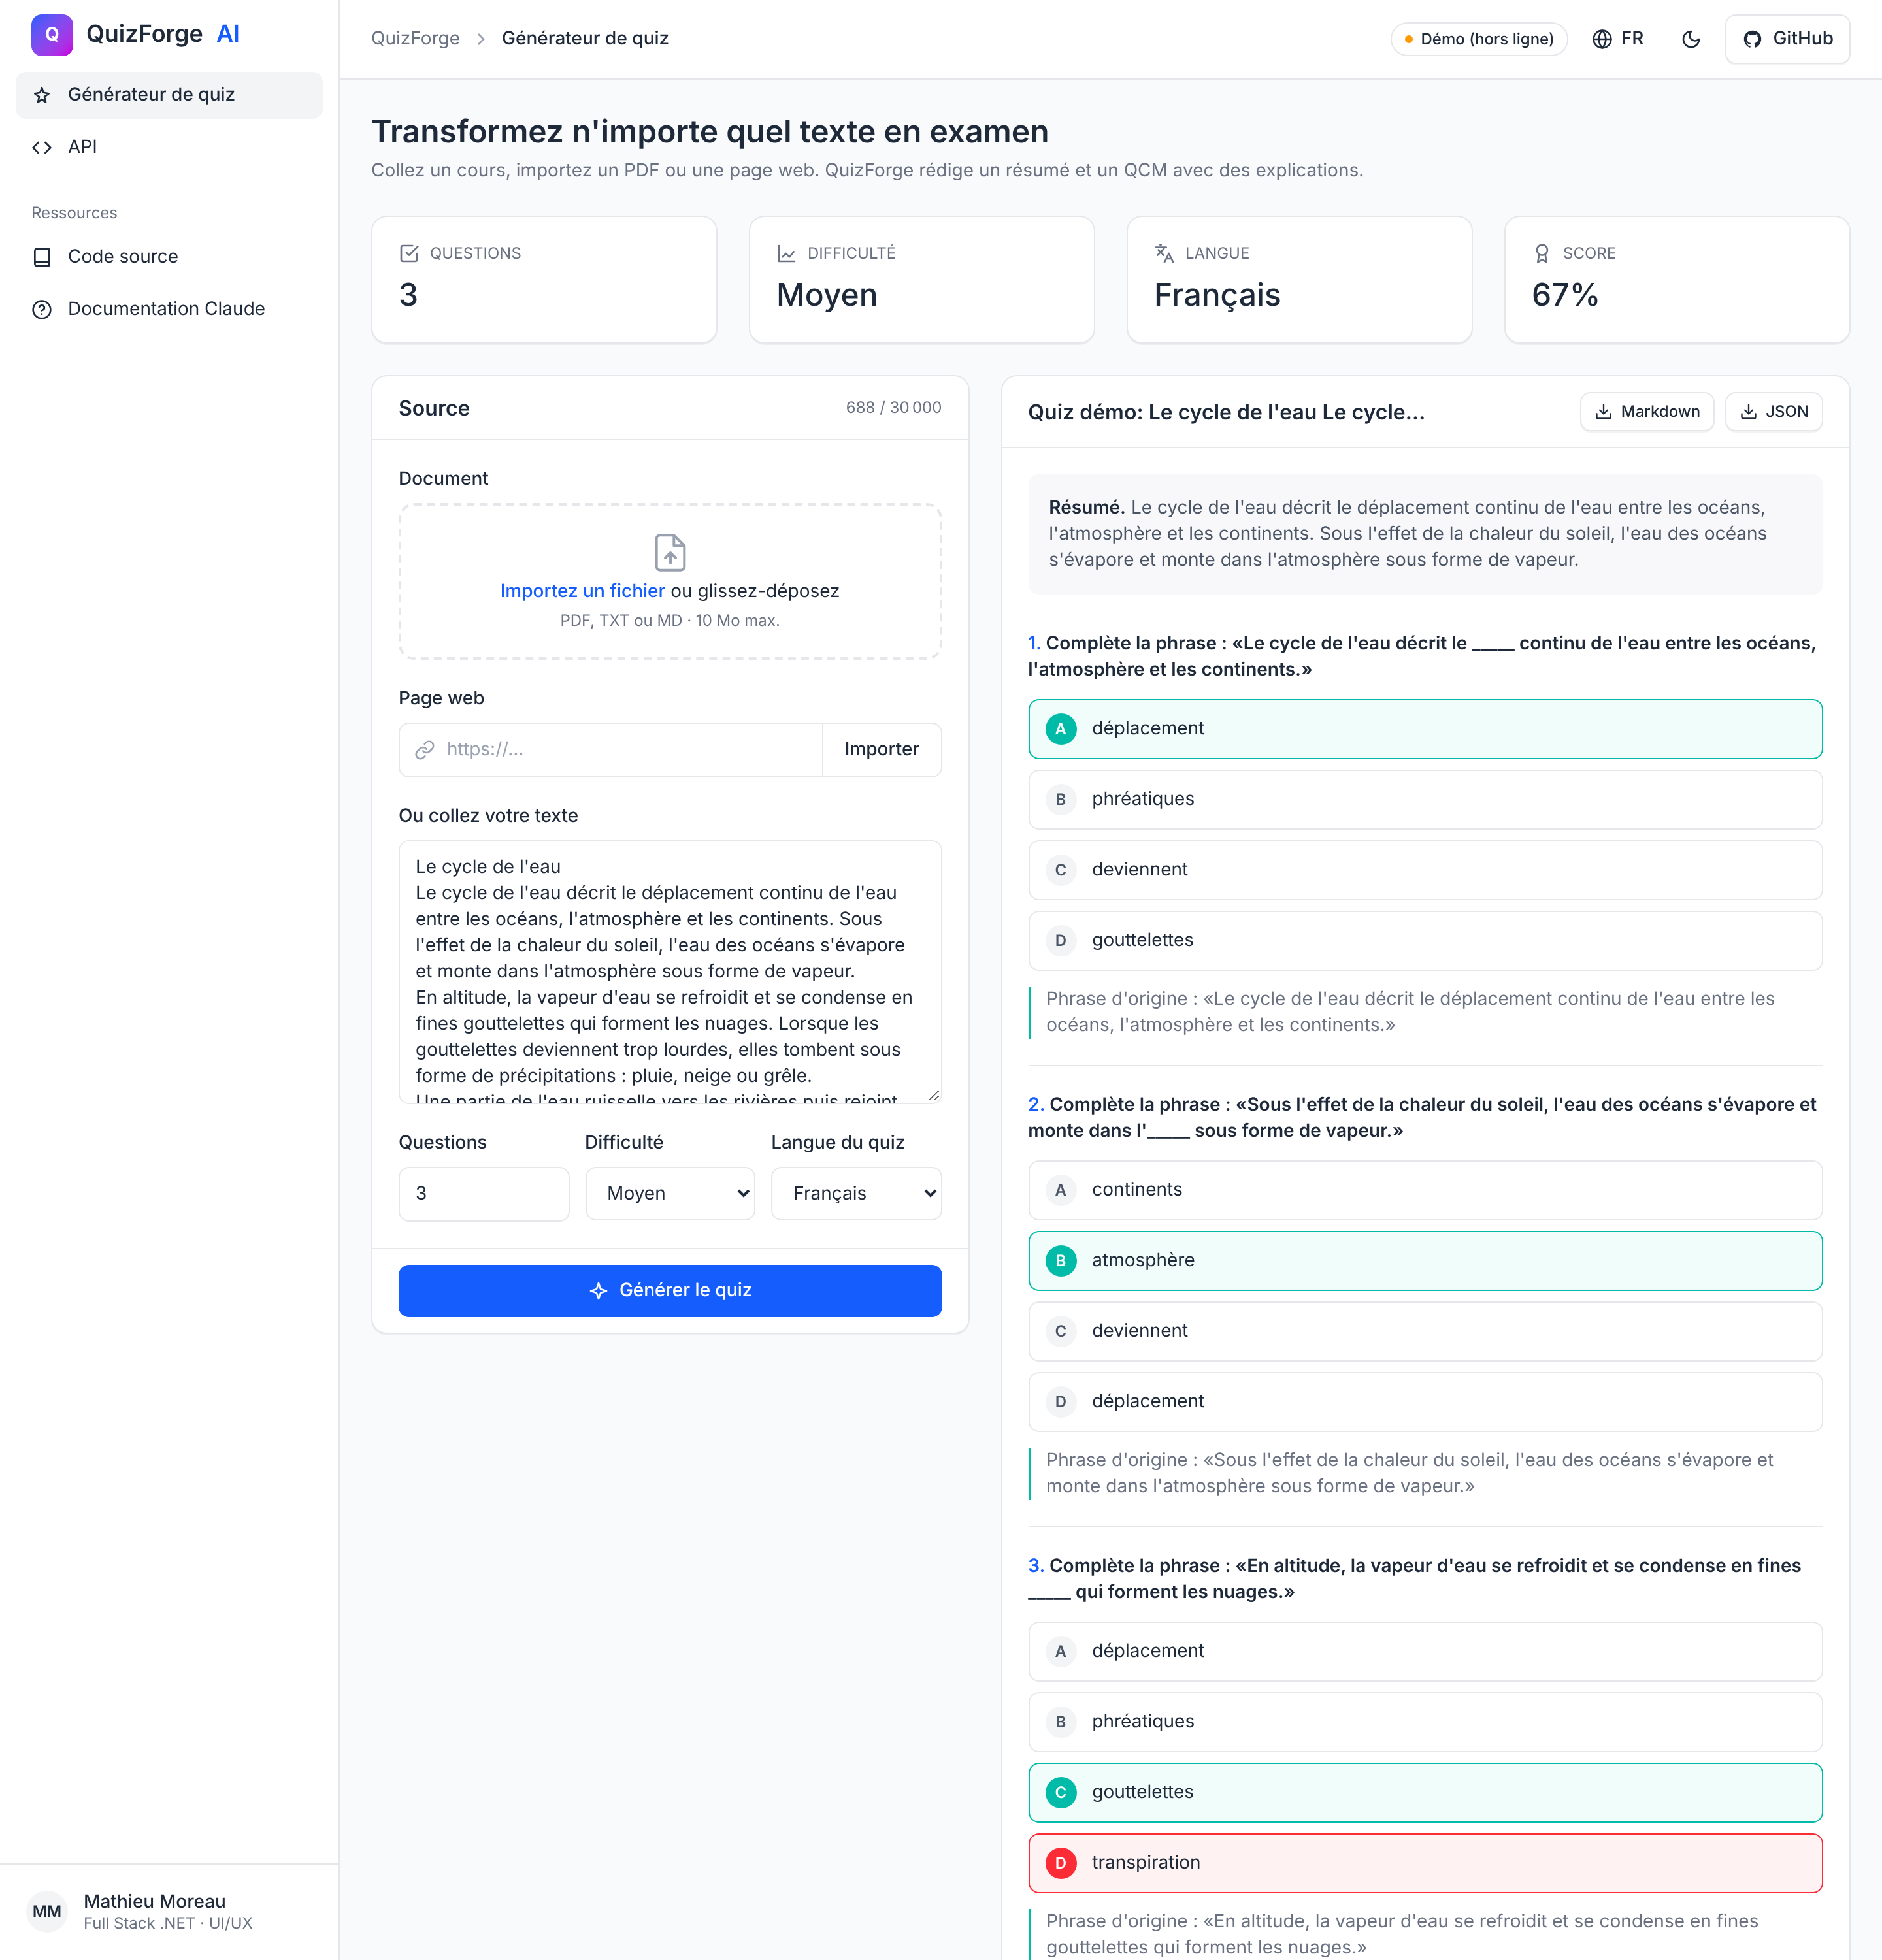 Q QuizForge AI
Générateur de quiz
API
Ressources
Code source
Documentation Claude
MM Mathieu Moreau
Full Stack .NET · UI/UX
QuizForge > Générateur de quiz
Démo (hors ligne)
FR
GitHub
Transformez n'importe quel texte en examen
Collez un cours, importez un PDF ou une page web. QuizForge rédige un résumé et un QCM avec des explications.
QUESTIONS
3
DIFFICULTÉ
Moyen
LANGUE
Français
SCORE
67%
Source
688 / 30 000
Document
Importez un fichier ou glissez-déposez
PDF, TXT ou MD · 10 Mo max.
Page web
https://...
Importer
Ou collez votre texte
Le cycle de l'eau
Le cycle de l'eau décrit le déplacement continu de l'eau
entre les océans, l'atmosphère et les continents. Sous
l'effet de la chaleur du soleil, l'eau des océans s'évapore
et monte dans l'atmosphère sous forme de vapeur.
En altitude, la vapeur d'eau se refroidit et se condense en
fines gouttelettes qui forment les nuages. Lorsque les
gouttelettes deviennent trop lourdes, elles tombent sous
forme de précipitations : pluie, neige ou grêle.
Une partie de l'eau ruisselle vers les rivières puis rejoint
Questions
3
Difficulté
Moyen
Langue du quiz
Français
Générer le quiz
Quiz démo: Le cycle de l'eau Le cycle...
Markdown
JSON
Résumé. Le cycle de l'eau décrit le déplacement continu de l'eau entre les océans,
l'atmosphère et les continents. Sous l'effet de la chaleur du soleil, l'eau des océans
s'évapore et monte dans l'atmosphère sous forme de vapeur.
1. Complète la phrase : «Le cycle de l'eau décrit le _____ continu de l'eau entre les océans,
l'atmosphère et les continents.»
A déplacement
B phréatiques
C deviennent
D gouttelettes
Phrase d'origine : «Le cycle de l'eau décrit le déplacement continu de l'eau entre les
océans, l'atmosphère et les continents.»
2. Complète la phrase : «Sous l'effet de la chaleur du soleil, l'eau des océans s'évapore et
monte dans l'_____ sous forme de vapeur.»
A continents
B atmosphère
C deviennent
D déplacement
Phrase d'origine : «Sous l'effet de la chaleur du soleil, l'eau des océans s'évapore et
monte dans l'atmosphère sous forme de vapeur.»
3. Complète la phrase : «En altitude, la vapeur d'eau se refroidit et se condense en fines
_____ qui forment les nuages.»
A déplacement
B phréatiques
C gouttelettes
D transpiration
Phrase d'origine : «En altitude, la vapeur d'eau se refroidit et se condense en fines
gouttelettes qui forment les nuages.»